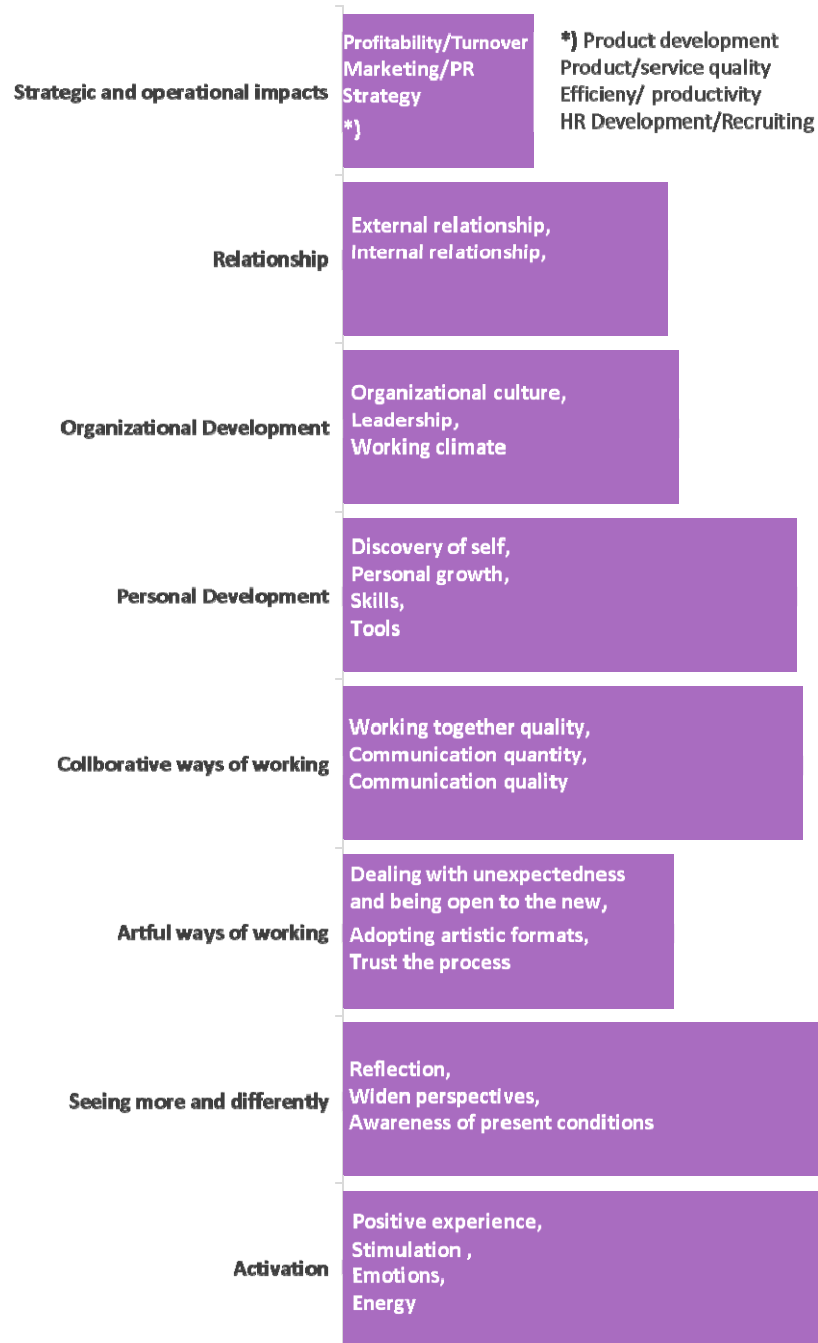 Strategic and operational impacts
Profitability/Turnover
Marketing/PR
Strategy
*)
*) Product development
Product/service quality
Efficieny/ productivity
HR Development/Recruiting
Relationship
External relationship,
Internal relationship,
Organizational Development
Organizational culture,
Leadership,
Working climate
Personal Development
Discovery of self,
Personal growth,
Skills,
Tools
Collborative ways of working
Working together quality,
Communication quantity,
Communication quality
Artful ways of working
Dealing with unexpectedness
and being open to the new,
Adopting artistic formats,
Trust the process
Seeing more and differently
Reflection,
Widen perspectives,
Awareness of present conditions
Activation
Positive experience,
Stimulation ,
Emotions,
Energy